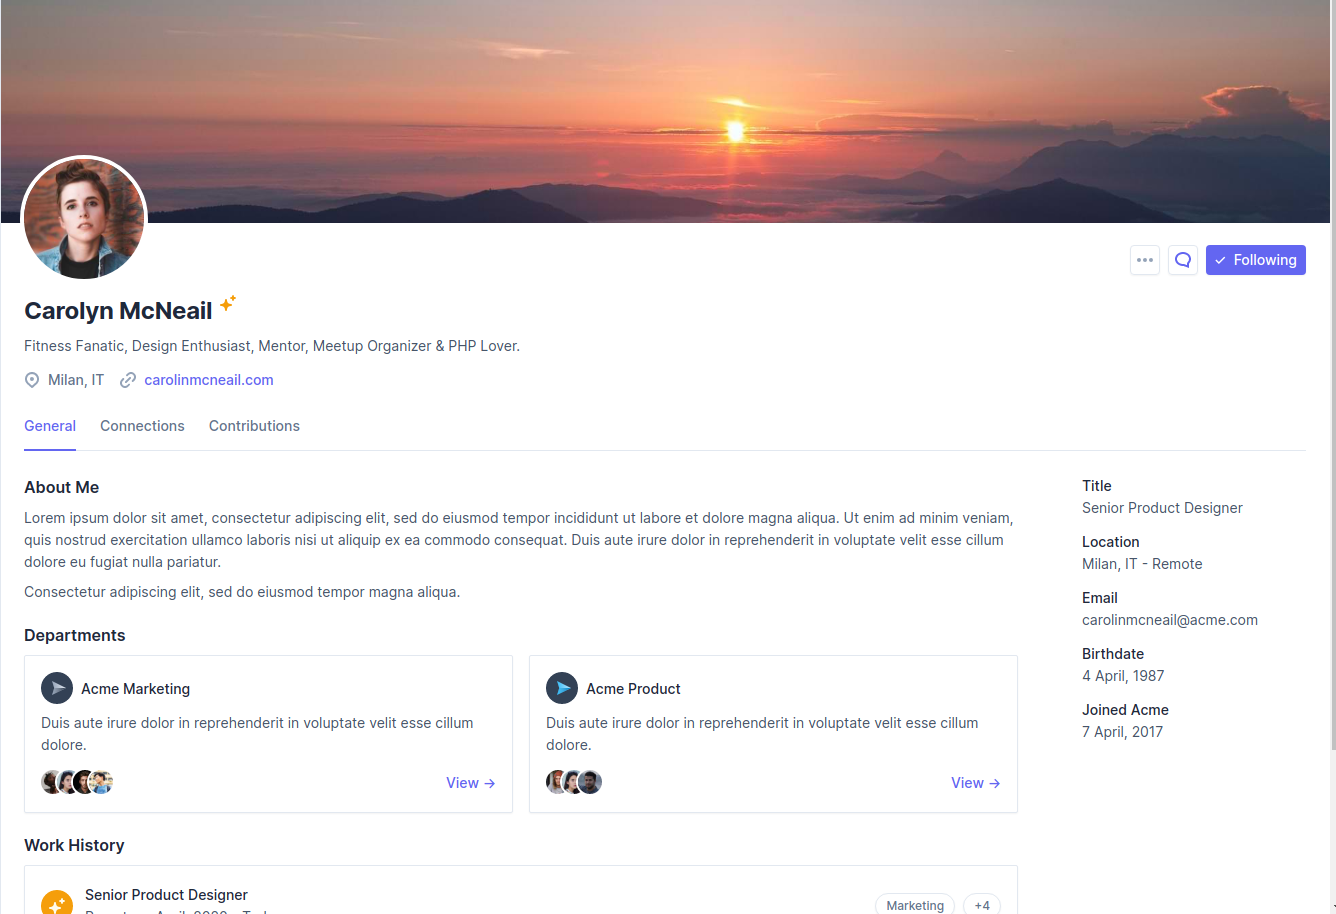 Following
Carolyn McNeail
Fitness Fanatic, Design Enthusiast, Mentor, Meetup Organizer & PHP Lover.
Milan, IT carolinmcneail.com
General Connections Contributions
About Me
Lorem ipsum dolor sit amet, consectetur adipiscing elit, sed do eiusmod tempor incididunt ut labore et dolore magna aliqua. Ut enim ad minim veniam,
quis nostrud exercitation ullamco laboris nisi ut aliquip ex ea commodo consequat. Duis aute irure dolor in reprehenderit in voluptate velit esse cillum
dolore eu fugiat nulla pariatur.
Consectetur adipiscing elit, sed do eiusmod tempor magna aliqua.
Departments
Acme Marketing
Duis aute irure dolor in reprehenderit in voluptate velit esse cillum
dolore.
View ->
Acme Product
Duis aute irure dolor in reprehenderit in voluptate velit esse cillum
dolore.
View ->
Work History
Senior Product Designer
Marketing +4
Title
Senior Product Designer
Location
Milan, IT - Remote
Email
carolinmcneail@acme.com
Birthdate
4 April, 1987
Joined Acme
7 April, 2017